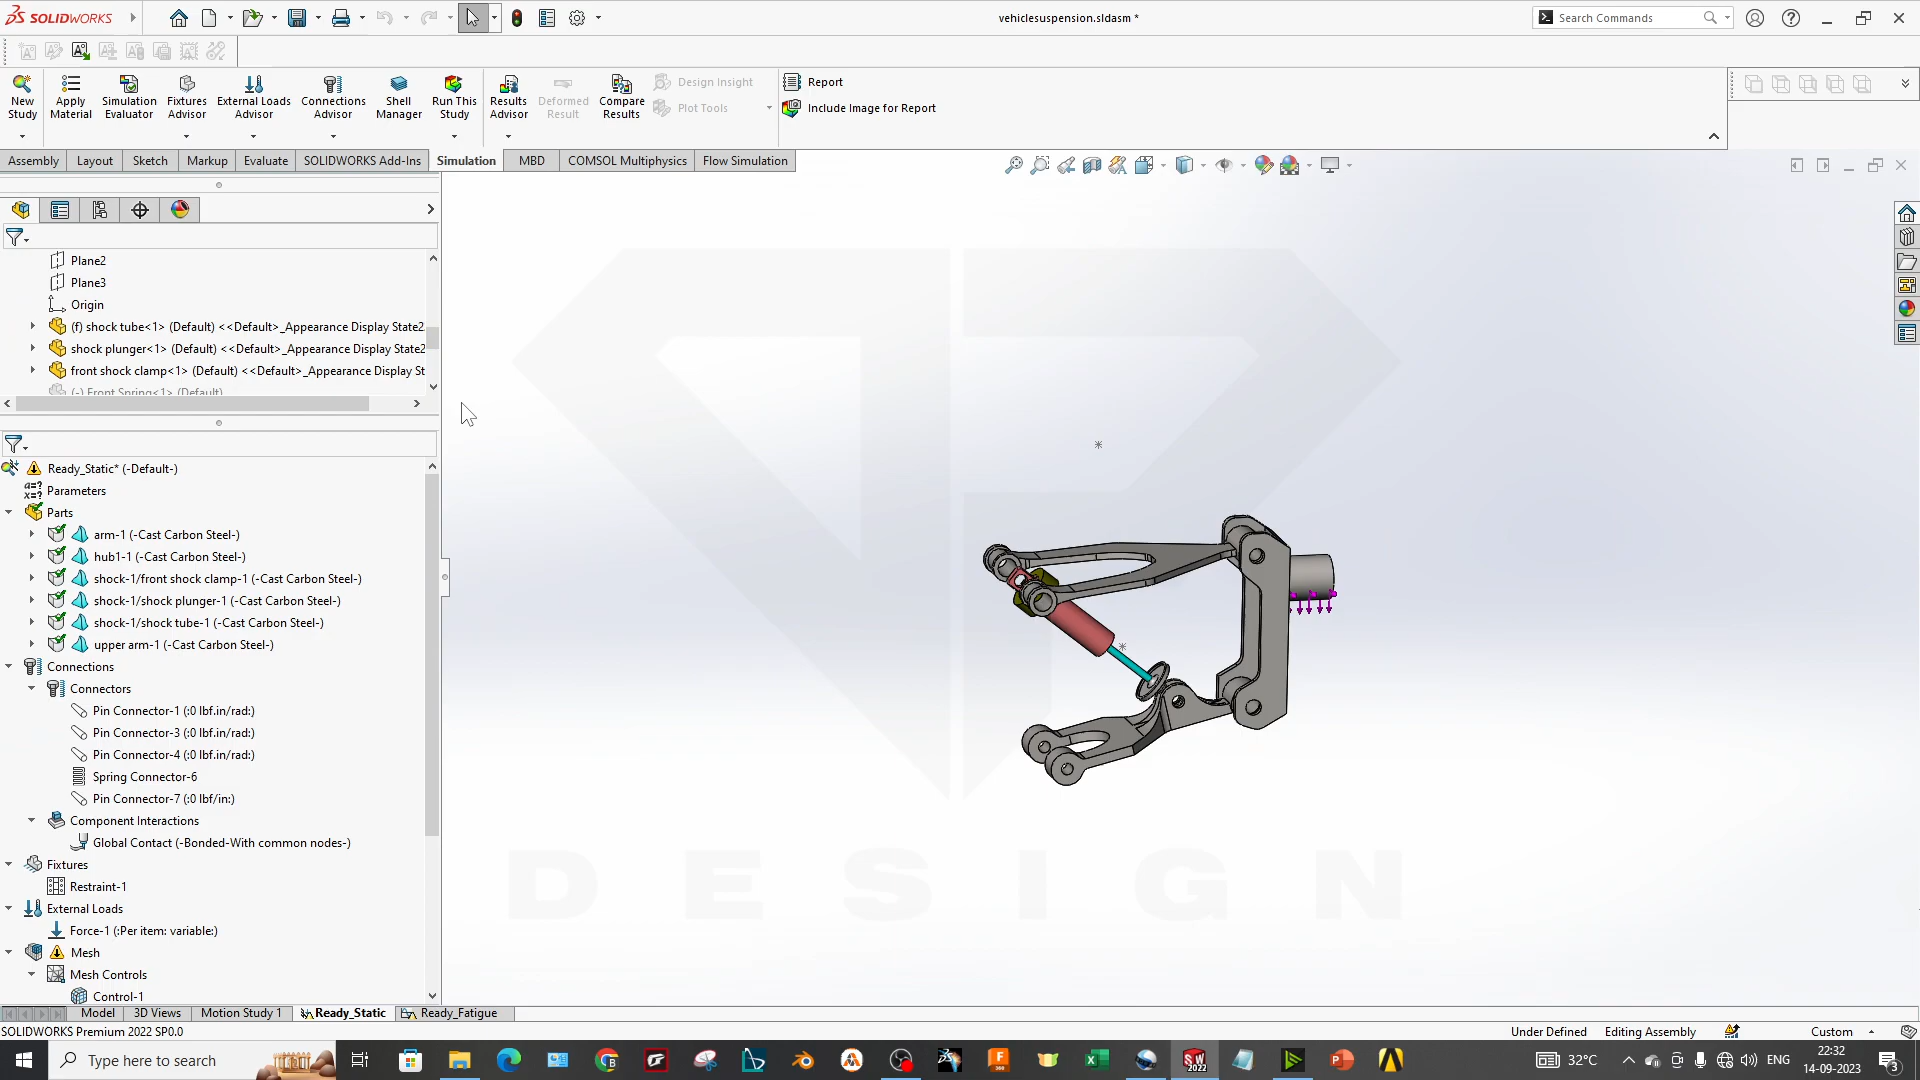 SOLIDWORKS
vehiclesuspension.sldasm *
Search Commands
New Study
Apply Material
Simulation Evaluator
Fixtures Advisor
External Loads Advisor
Connections Advisor
Shell Manager
Run This Study
Results Advisor
Deformed Result
Compare Results
Design Insight
Plot Tools
Report
Include Image for Report
Assembly
Layout
Sketch
Markup
Evaluate
SOLIDWORKS Add-Ins
Simulation
MBD
COMSOL Multiphysics
Flow Simulation
Plane2
Plane3
Origin
(f) shock tube<1> (Default) <<Default>_Appearance Display State2
shock plunger<1> (Default) <<Default>_Appearance Display State2
front shock clamp<1> (Default) <<Default>_Appearance Display St
(-) Front Spring<1> (Default)
Ready_Static* (-Default-)
Parameters
Parts
arm-1 (-Cast Carbon Steel-)
hub1-1 (-Cast Carbon Steel-)
shock-1/front shock clamp-1 (-Cast Carbon Steel-)
shock-1/shock plunger-1 (-Cast Carbon Steel-)
shock-1/shock tube-1 (-Cast Carbon Steel-)
upper arm-1 (-Cast Carbon Steel-)
Connections
Connectors
Pin Connector-1 (:0 lbf.in/rad:)
Pin Connector-3 (:0 lbf.in/rad:)
Pin Connector-4 (:0 lbf.in/rad:)
Spring Connector-6
Pin Connector-7 (:0 lbf/in:)
Component Interactions
Global Contact (-Bonded-With common nodes-)
Fixtures
Restraint-1
External Loads
Force-1 (:Per item: variable:)
Mesh
Mesh Controls
Control-1
DESIGN
Model
3D Views
Motion Study 1
Ready_Static
Ready_Fatigue
SOLIDWORKS Premium 2022 SP0.0
Under Defined
Editing Assembly
Custom
Type here to search
32°C
ENG
22:32
14-09-2023
3